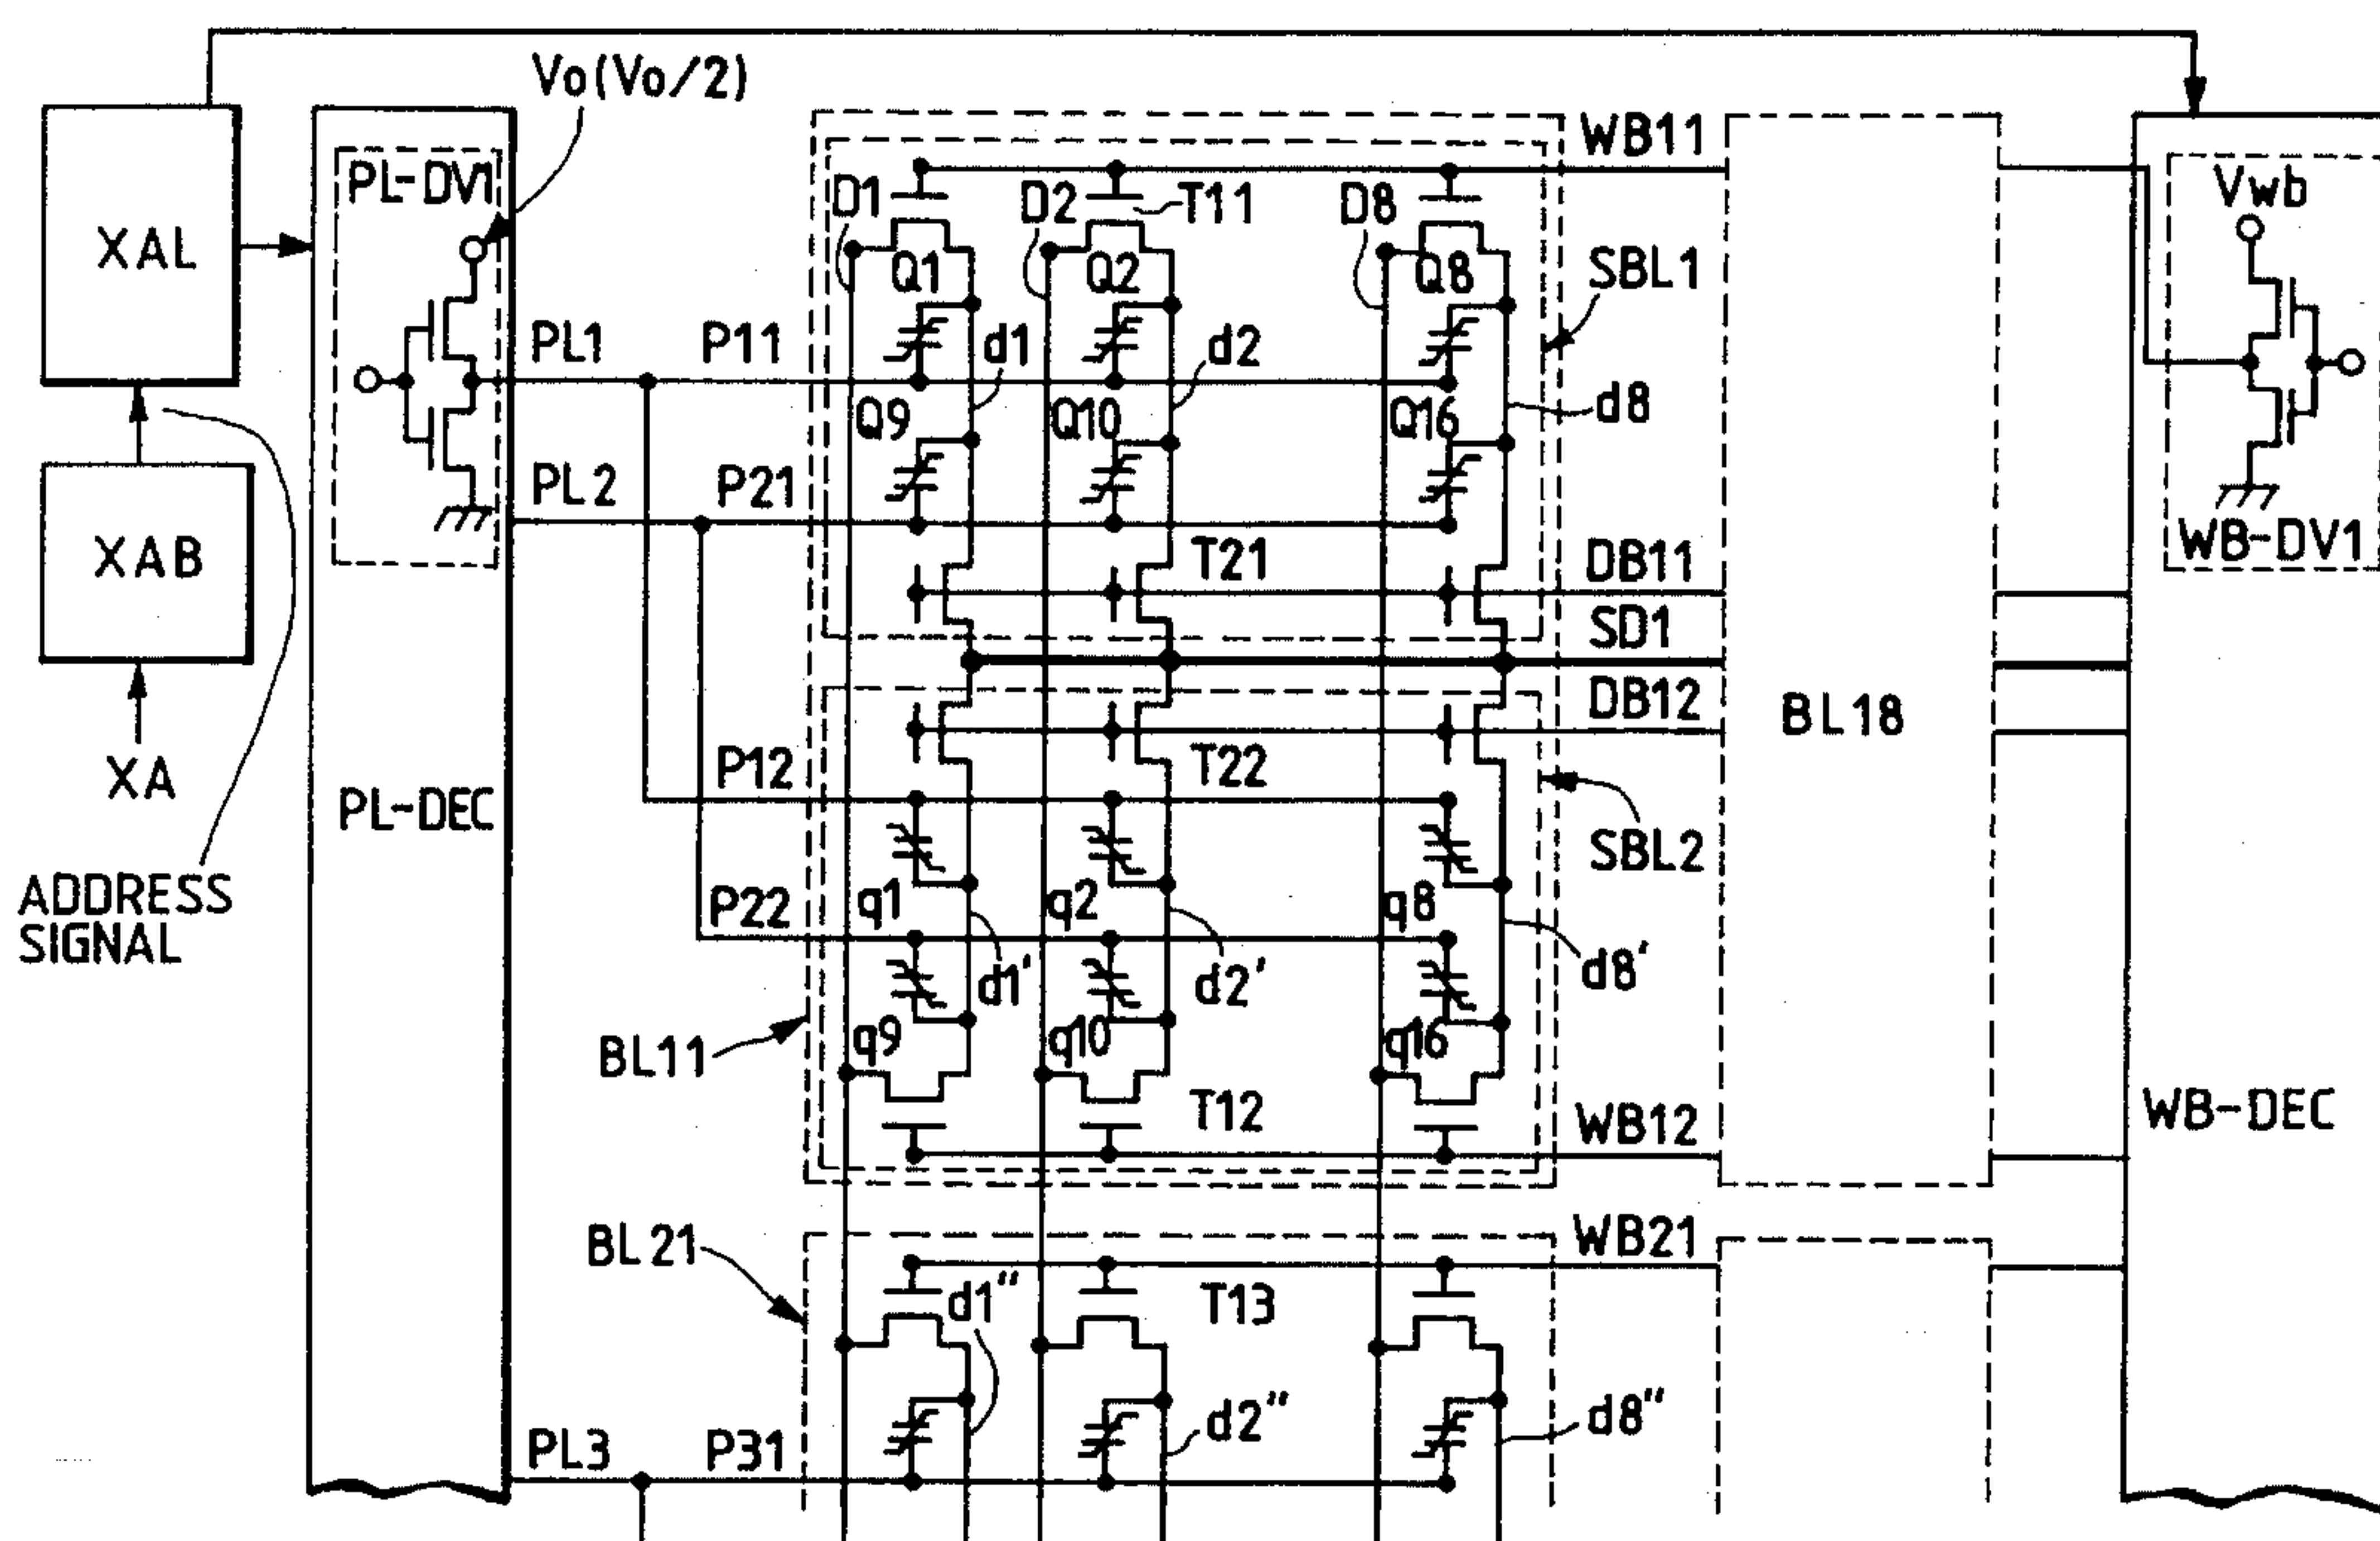 Vo(Vo/2)
WB11
PL-DV1
D1
D2
T11
D8
Vwb
XAL
Q1
Q2
Q8
SBL1
PL1
P11
d1
d2
Q9
Q10
Q16
d8
PL2
P21
XAB
T21
DB11
WB-DV1
SD1
DB12
BL18
XA
P12
T22
PL-DEC
SBL2
ADDRESS
SIGNAL
P22
q1
q2
q8
d1'
d2'
d8'
BL11
q9
q10
q16
T12
WB12
WB-DEC
BL21
WB21
d1"
T13
d2"
d8"
PL3
P31